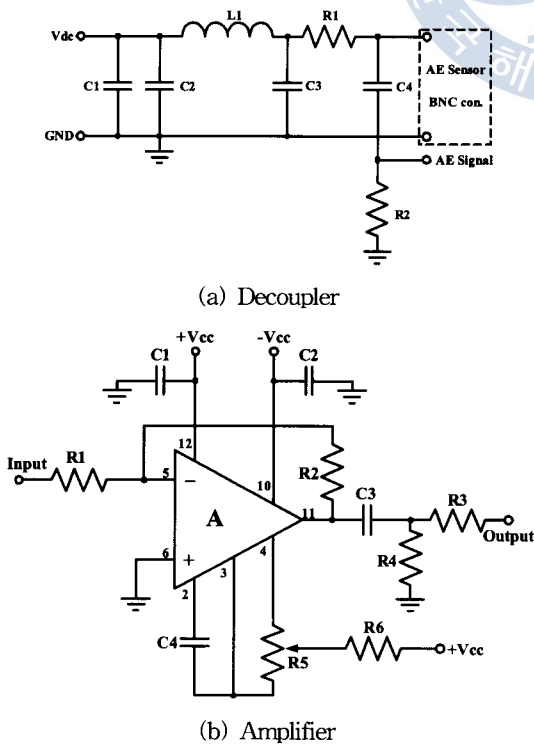 L1
R1
Vdc
C1
C2
C3
C4
AE Sensor
BNC con.
GND
AE Signal
R2
(a) Decoupler
+Vcc
-Vcc
C1
C2
12
Input
R1
R2
5
−
10
C3
R3
A
11
Output
6
+
4
R4
3
2
C4
R5
R6
+Vcc
(b) Amplifier